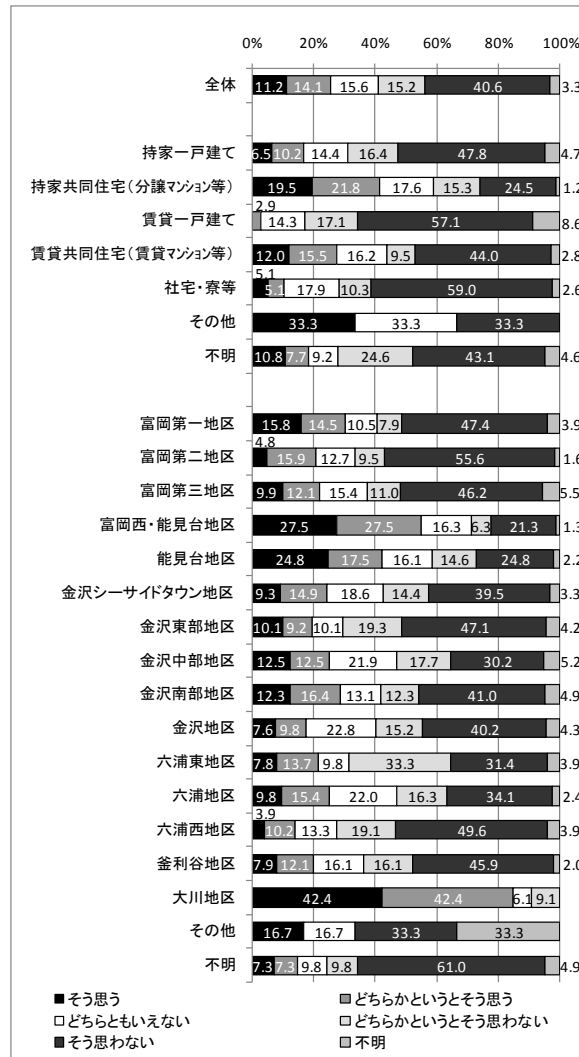 0% 20% 40% 60% 80% 100%
全体 11.2 14.1 15.6 15.2 40.6 3.3
持家一戸建て 6.5 10.2 14.4 16.4 47.8 4.7
持家共同住宅（分譲マンション等） 19.5 21.8 17.6 15.3 24.5 1.2
賃貸一戸建て 2.9 14.3 17.1 57.1 8.6
賃貸共同住宅（賃貸マンション等） 12.0 15.5 16.2 9.5 44.0 2.8
社宅・寮等 5.1 5.1 17.9 10.3 59.0 2.6
その他 33.3 33.3 33.3
不明 10.8 7.7 9.2 24.6 43.1 4.6
富岡第一地区 15.8 14.5 10.5 7.9 47.4 3.9
富岡第二地区 4.8 15.9 12.7 9.5 55.6 1.6
富岡第三地区 9.9 12.1 15.4 11.0 46.2 5.5
富岡西・能見台地区 27.5 27.5 16.3 6.3 21.3 1.3
能見台地区 24.8 17.5 16.1 14.6 24.8 2.2
金沢シーサイドタウン地区 9.3 14.9 18.6 14.4 39.5 3.3
金沢東部地区 10.1 9.2 10.1 19.3 47.1 4.2
金沢中部地区 12.5 12.5 21.9 17.7 30.2 5.2
金沢南部地区 12.3 16.4 13.1 12.3 41.0 4.9
金沢地区 7.6 9.8 22.8 15.2 40.2 4.3
六浦東地区 7.8 13.7 9.8 33.3 31.4 3.9
六浦地区 9.8 15.4 22.0 16.3 34.1 2.4
六浦西地区 3.9 10.2 13.3 19.1 49.6 3.9
釜利谷地区 7.9 12.1 16.1 16.1 45.9 2.0
大川地区 42.4 42.4 6.1 9.1
その他 16.7 16.7 33.3 33.3
不明 7.3 7.3 9.8 9.8 61.0 4.9
そう思う どちらかというとそう思う
どちらともいえない どちらかというとそう思わない
そう思わない 不明